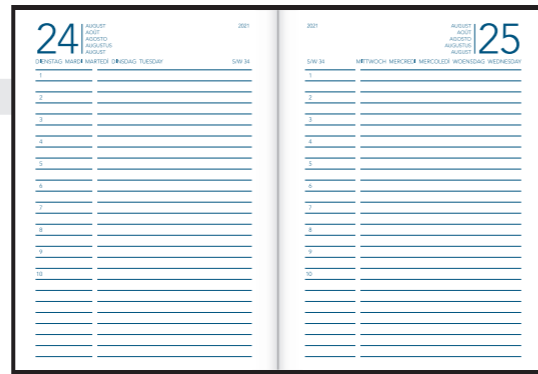 24
AUGUST
AOÛT
AGOSTO
AUGUSTUS
AUGUST
2021
DIENSTAG MARDI MARTEDÌ DINSDAG TUESDAY
S/W 34
1
2
3
4
5
6
7
8
9
10
2021
AUGUST
AOÛT
AGOSTO
AUGUSTUS
AUGUST
25
S/W 34
MITTWOCH MERCREDI MERCOLEDÌ WOENSDAG WEDNESDAY
1
2
3
4
5
6
7
8
9
10